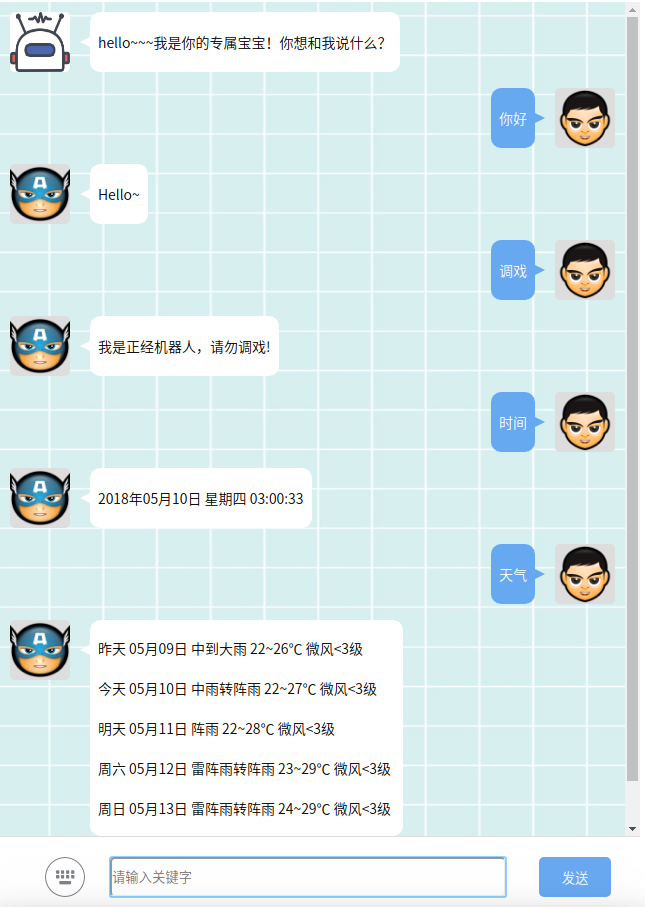 hello~~~我是你的专属宝宝！你想和我说什么？
你好
Hello~
调戏
我是正经机器人，请勿调戏!
时间
2018年05月10日 星期四 03:00:33
天气
昨天 05月09日 中到大雨 22~26℃ 微风<3级
今天 05月10日 中雨转阵雨 22~27℃ 微风<3级
明天 05月11日 阵雨 22~28℃ 微风<3级
周六 05月12日 雷阵雨转阵雨 23~29℃ 微风<3级
周日 05月13日 雷阵雨转阵雨 24~29℃ 微风<3级
请输入关键字
发送